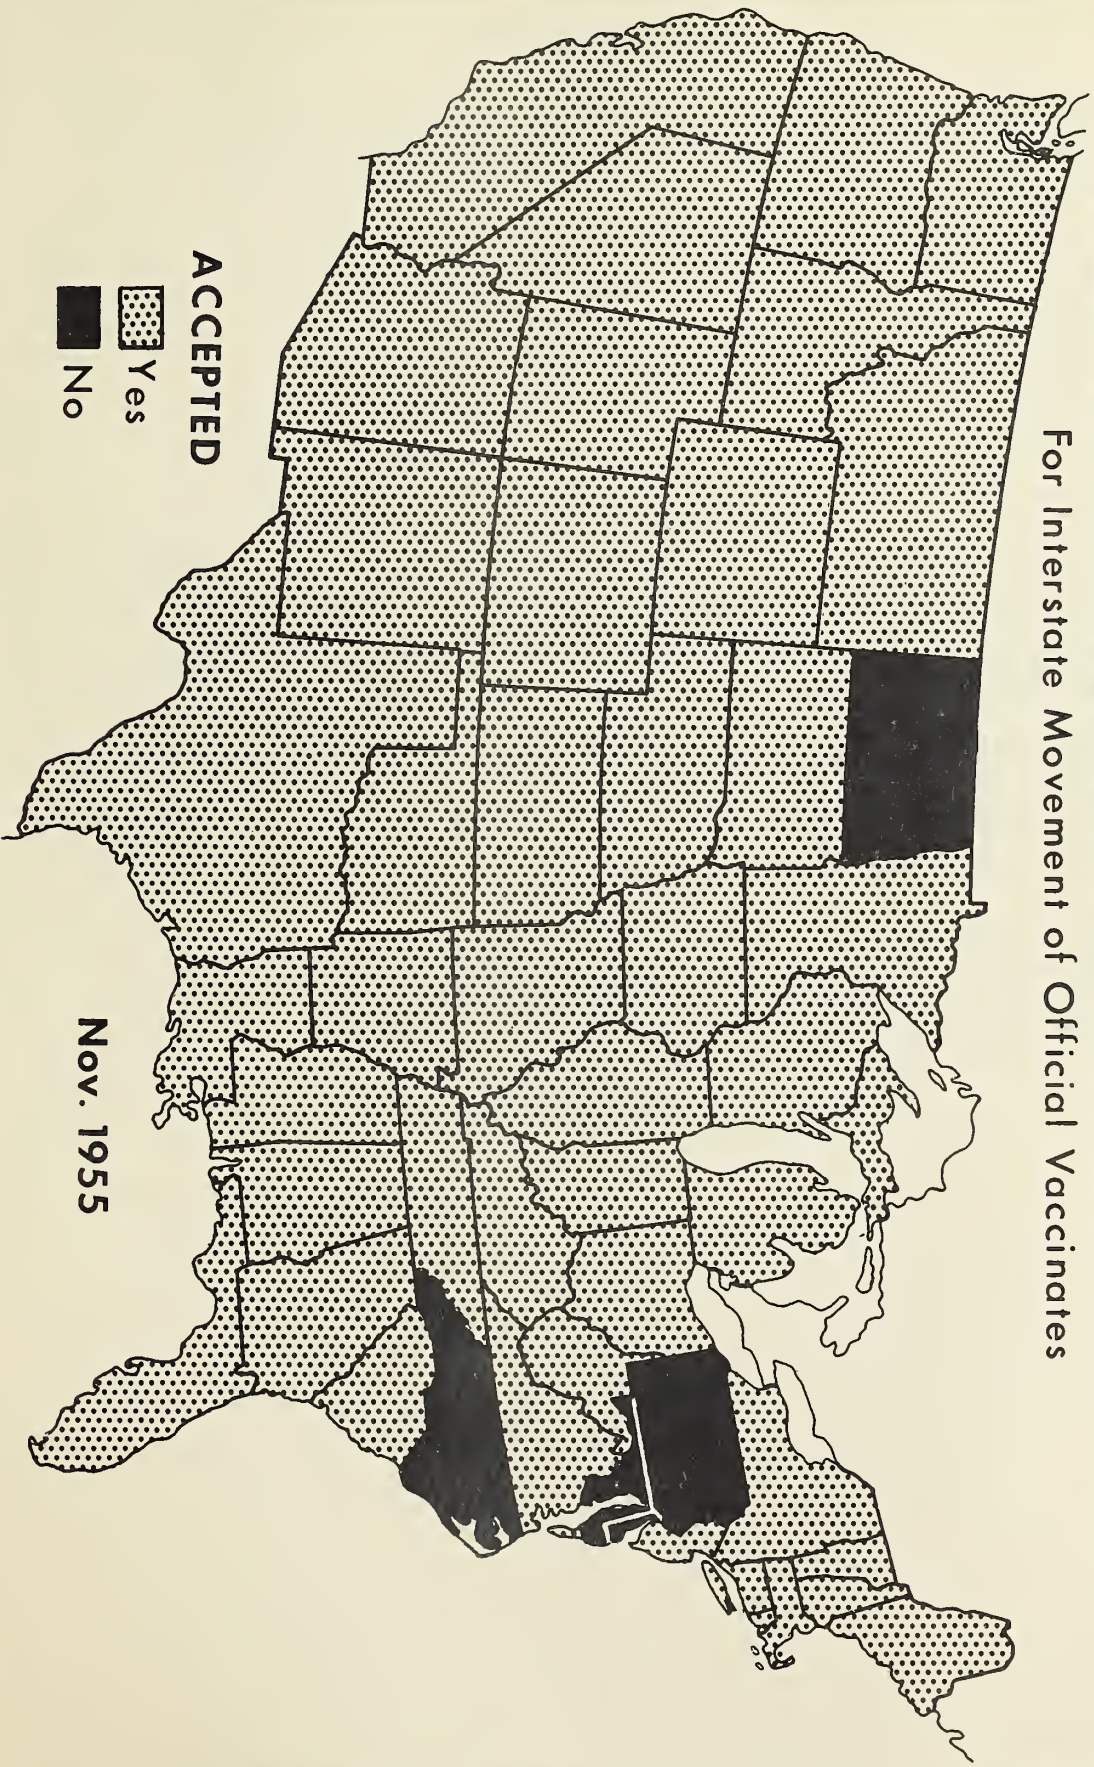 For Interstate Movement of Official Vaccinates
ACCEPTED
Yes
No
Nov. 1955